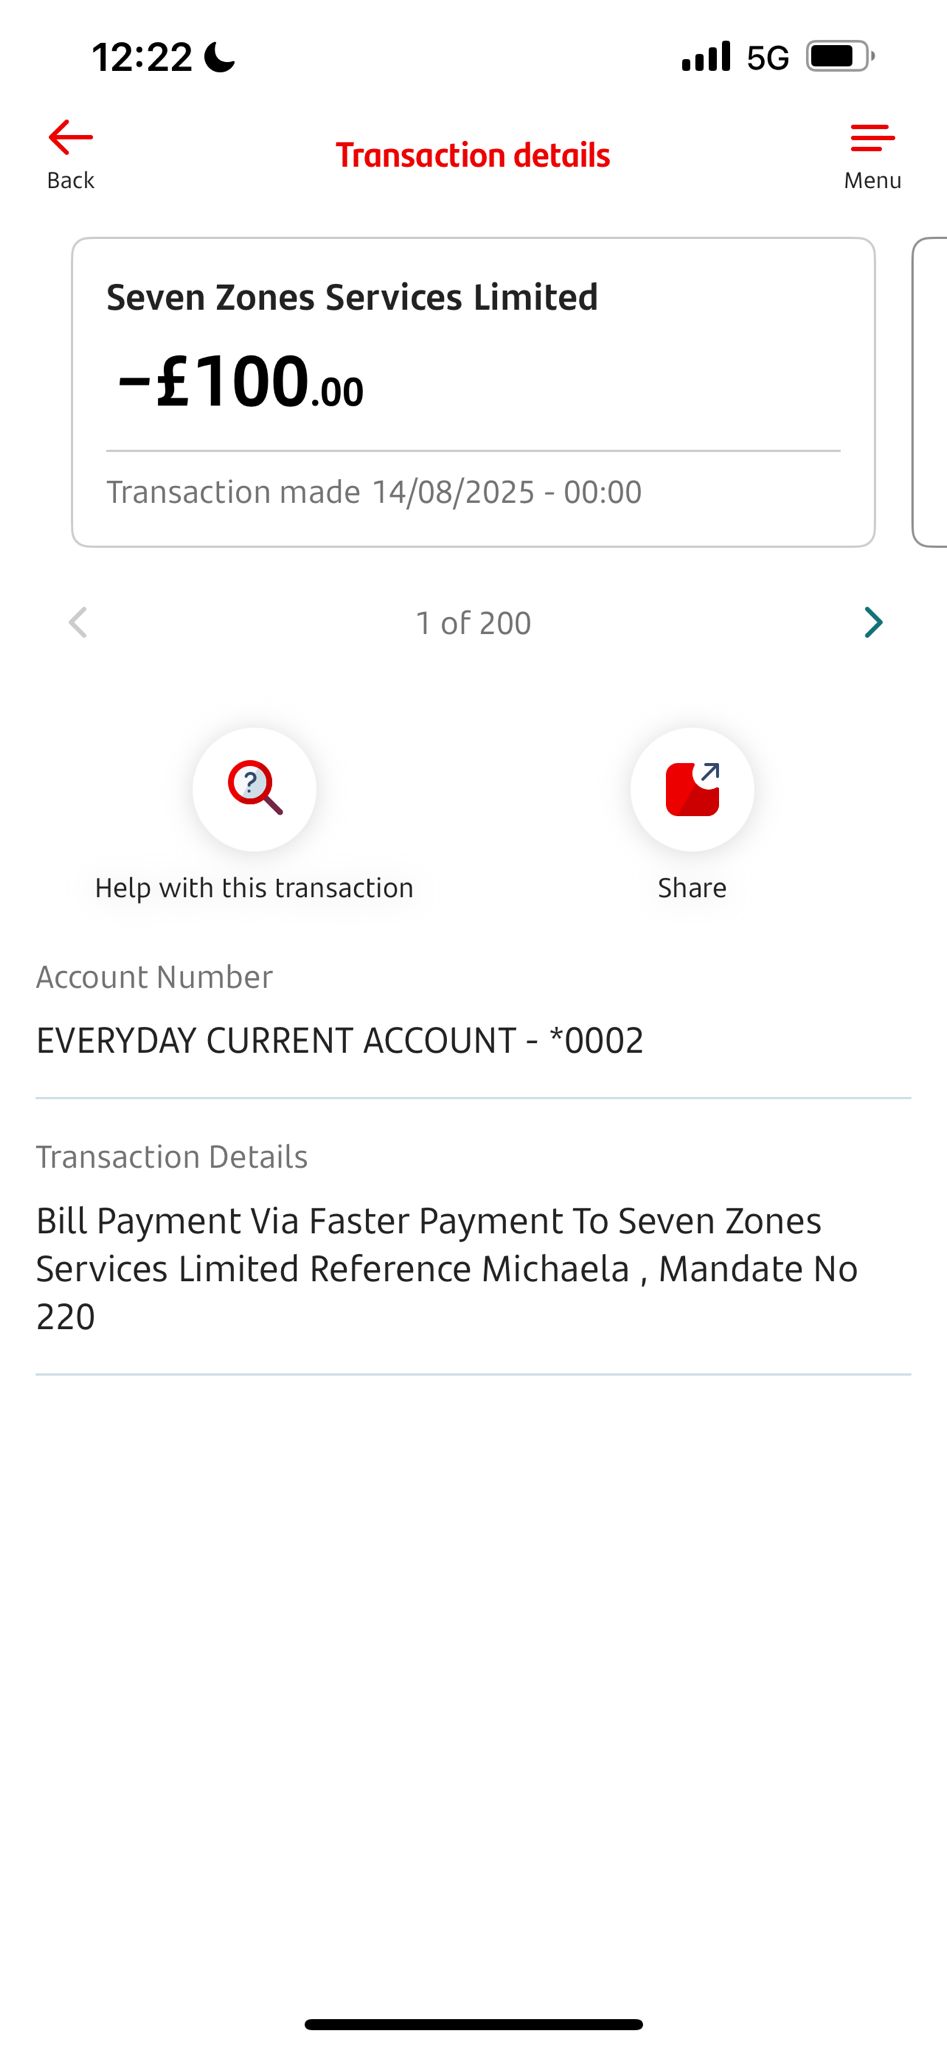 12:22
5G
Back
Transaction details
Menu
Seven Zones Services Limited
-£100.00
Transaction made 14/08/2025 - 00:00
1 of 200
?
Help with this transaction
Share
Account Number
EVERYDAY CURRENT ACCOUNT - *0002
Transaction Details
Bill Payment Via Faster Payment To Seven Zones
Services Limited Reference Michaela , Mandate No
220